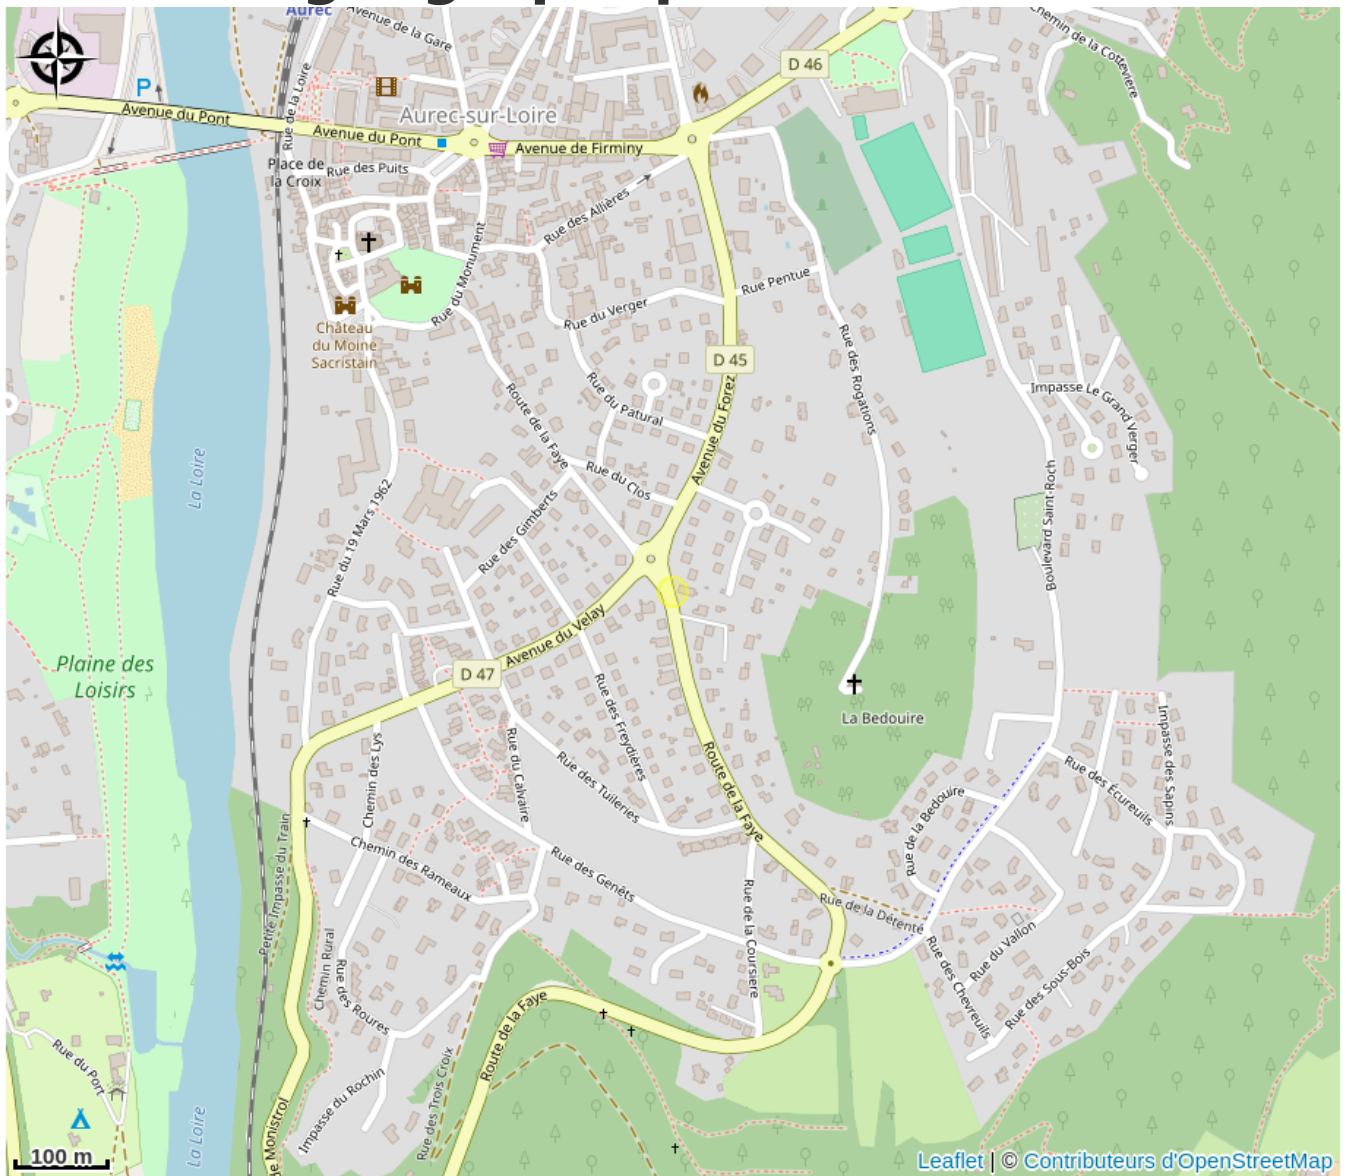 Aurec
Avenue de la Gare
Chemin de la Cottevière
D 46
P
Rue de la Loire
Avenue du Pont
Avenue du Pont
Aurec-sur-Loire
Avenue de Firminy
Place de
la Croix
Rue des Puits
Rue des Allières
Rue du Monument
Rue Pentue
Rue du Verger
Château
du Moine
Sacristain
D 45
Rue des Rogations
Rue du Patural
Route de la Faye
Avenue du Forez
Impasse Le Grand Verger
La Loire
Rue du Clos
Rue du 19 Mars 1962
Rue des Gimberts
Boulevard Saint-Roch
Plaine des
Loisirs
Avenue du Velay
D 47
La Bedouire
Rue des Freydières
Rue du Calvaire
Chemin des Lys
Rue des Tuileries
Route de la Faye
Impasse des Sapins
Rue des Écureuils
Rue de la Bedouire
Petite Impasse du Train
Chemin des Rameaux
Rue des Genêts
Rue de la Coursière
Rue de la Détente
Rue du Vallon
Rue des Chevreuils
Rue des Sous-Bois
Chemin Rural
Rue des Roures
Route de la Faye
Rue du Port
Impasse du Rochin
Rue des Trois Croix
La Loire
de Monistrol
100 m
Leaflet | © Contributeurs d'OpenStreetMap